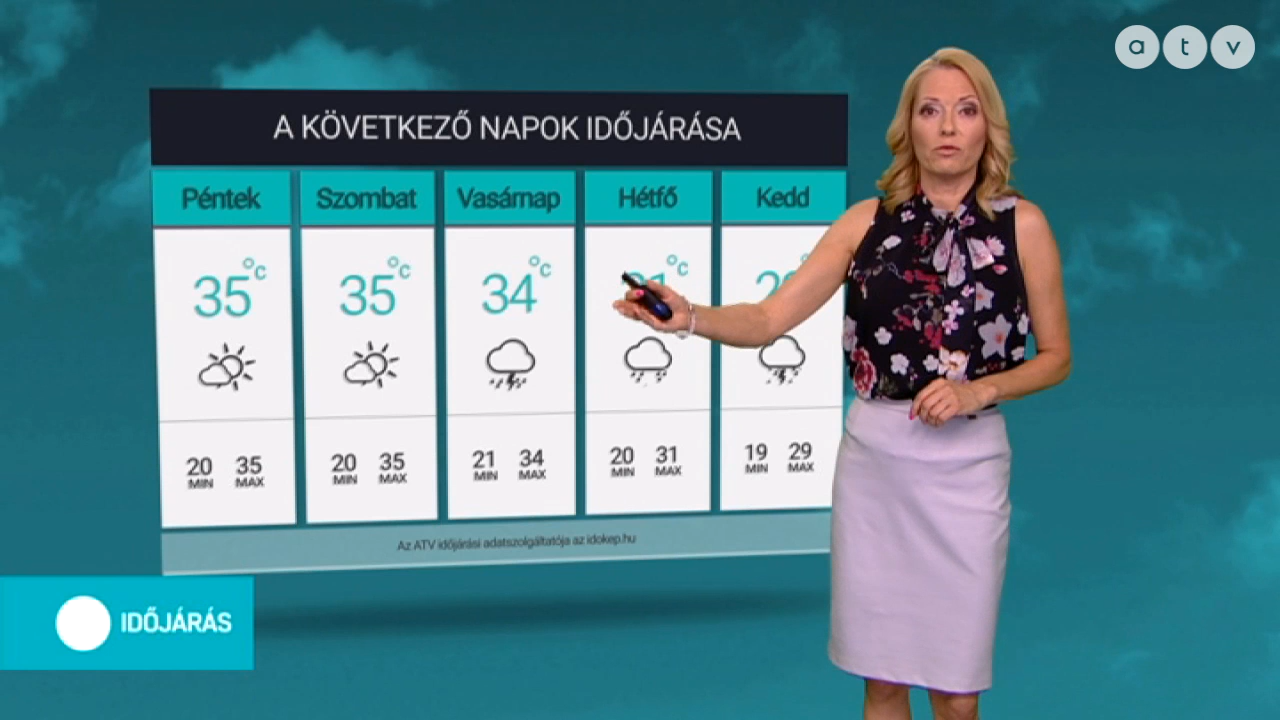 atv
A KÖVETKEZŐ NAPOK IDŐJÁRÁSA
Péntek Szombat Vasárnap Hétfő Kedd
35°c 35°c 34°c °c
20 35 20 35 21 34 20 31 19 29
MIN MAX MIN MAX MIN MAX MIN MAX MIN MAX
Az ATV időjárási adatszolgáltatója az idokep.hu
IDŐJÁRÁS